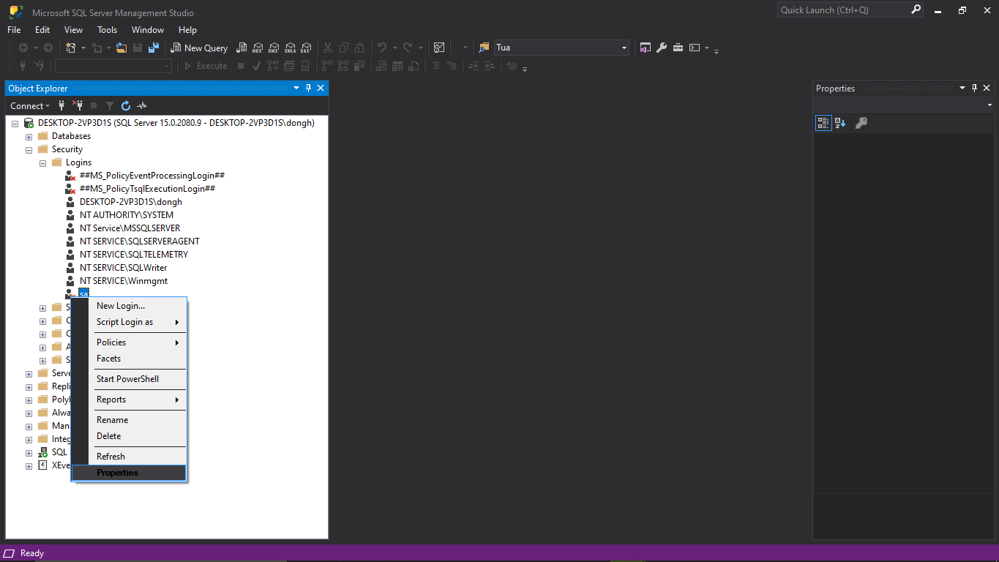 Microsoft SQL Server Management Studio
Quick Launch (Ctrl+Q)
File Edit View Tools Window Help
New Query MDX DMX XMLA DAX Tua
Execute
Object Explorer
Connect
DESKTOP-2VP3D1S (SQL Server 15.0.2080.9 - DESKTOP-2VP3D1S\dongh)
Databases
Security
Logins
##MS_PolicyEventProcessingLogin##
##MS_PolicyTsqlExecutionLogin##
DESKTOP-2VP3D1S\dongh
NT AUTHORITY\SYSTEM
NT Service\MSSQLSERVER
NT SERVICE\SQLSERVERAGENT
NT SERVICE\SQLTELEMETRY
NT SERVICE\SQLWriter
NT SERVICE\Winmgmt
sa
S
C
C
A
S
Serve
Repli
Polyl
Alwa
Man
Integ
SQL
XEve
New Login...
Script Login as
Policies
Facets
Start PowerShell
Reports
Rename
Delete
Refresh
Properties
Properties
Ready